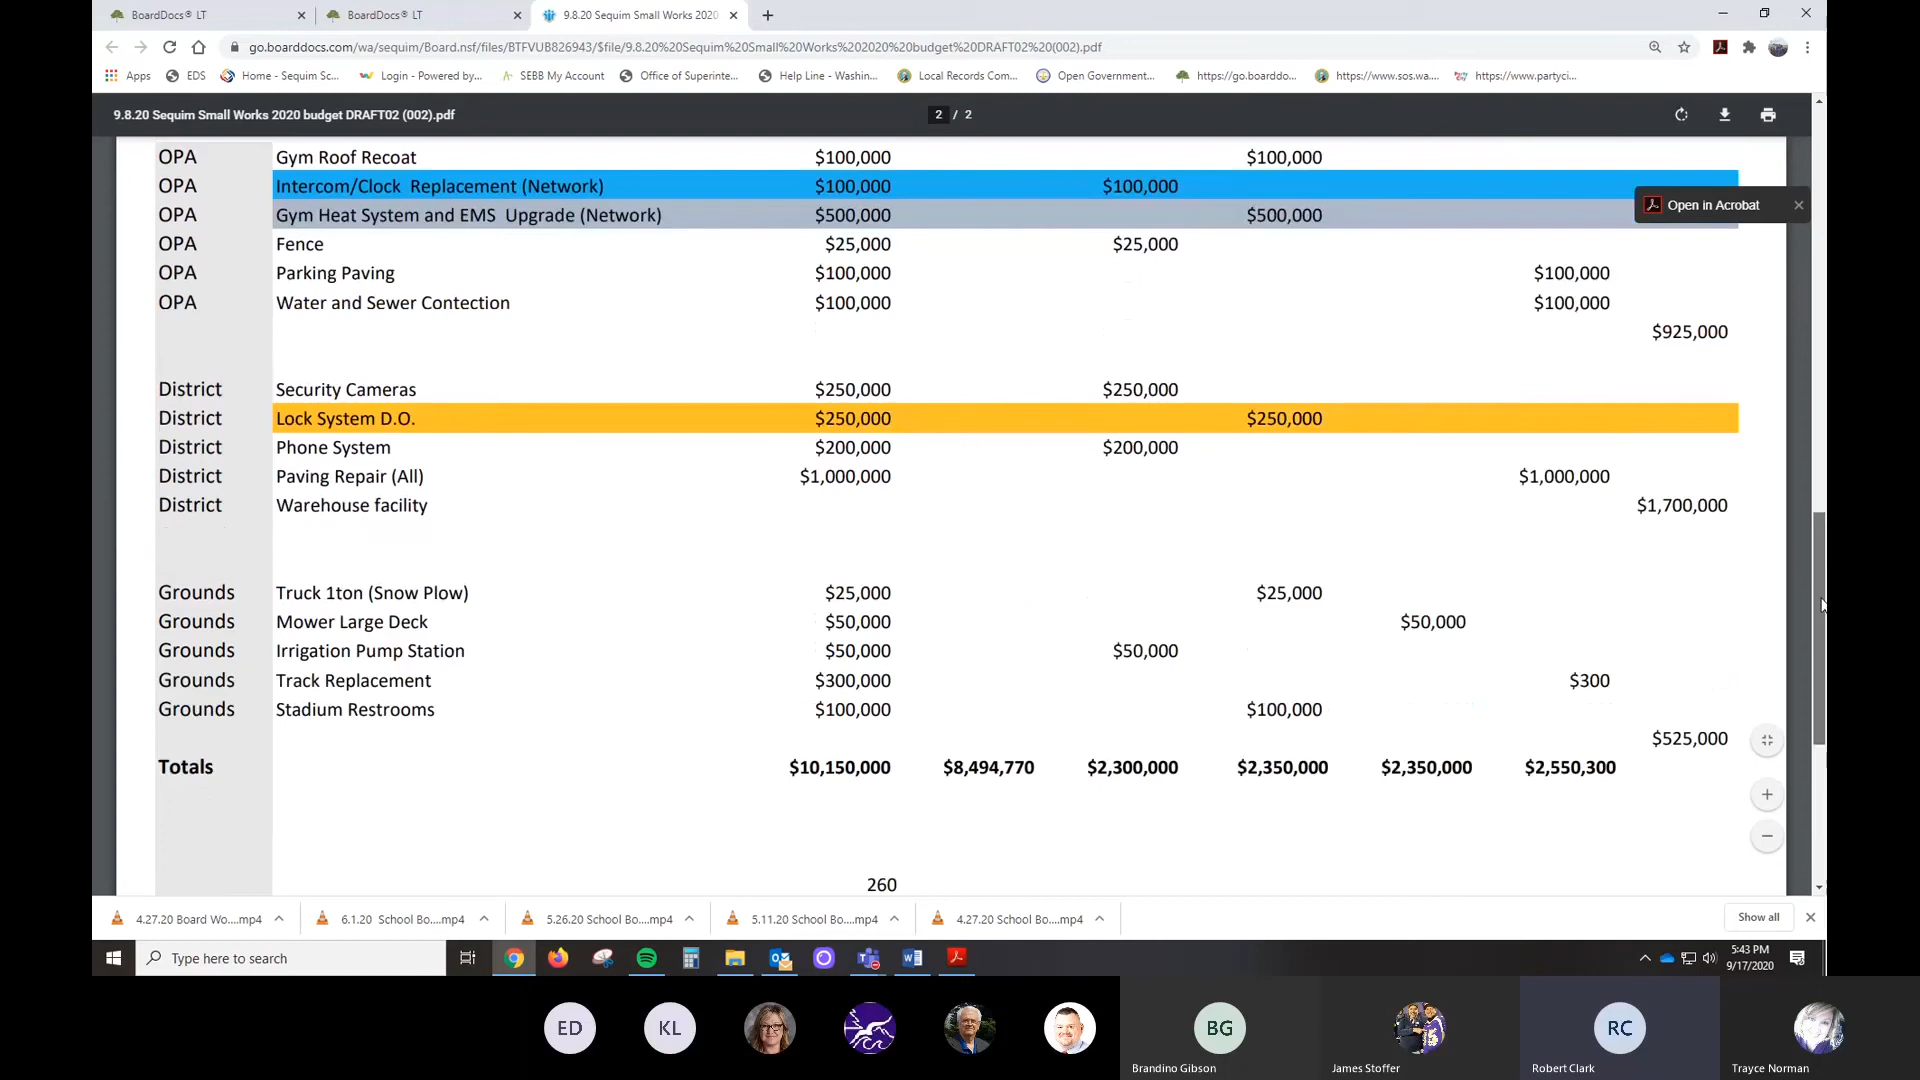 BoardDocs® LT
BoardDocs® LT
9.8.20 Sequim Small Works 2020
go.boarddocs.com/wa/sequim/Board.nsf/files/BTFVUB826943/$file/9.8.20%20Sequim%20Small%20Works%202020%20budget%20DRAFT02%20(002).pdf
Apps EDS Home - Sequim Sc... Login - Powered by... SEBB My Account Office of Superinte... Help Line - Washin... Local Records Com... Open Government... https://go.boarddo... https://www.sos.wa.... https://www.partyci...
9.8.20 Sequim Small Works 2020 budget DRAFT02 (002).pdf 2 / 2
OPA Gym Roof Recoat $100,000 $100,000
OPA Intercom/Clock Replacement (Network) $100,000 $100,000
Open in Acrobat
OPA Gym Heat System and EMS Upgrade (Network) $500,000 $500,000
OPA Fence $25,000 $25,000
OPA Parking Paving $100,000 $100,000
OPA Water and Sewer Contection $100,000 $100,000
$925,000
District Security Cameras $250,000 $250,000
District Lock System D.O. $250,000 $250,000
District Phone System $200,000 $200,000
District Paving Repair (All) $1,000,000 $1,000,000
District Warehouse facility $1,700,000
Grounds Truck 1ton (Snow Plow) $25,000 $25,000
Grounds Mower Large Deck $50,000 $50,000
Grounds Irrigation Pump Station $50,000 $50,000
Grounds Track Replacement $300,000 $300
Grounds Stadium Restrooms $100,000 $100,000
$525,000
Totals $10,150,000 $8,494,770 $2,300,000 $2,350,000 $2,350,000 $2,550,300
260
4.27.20 Board Wo....mp4 6.1.20 School Bo....mp4 5.26.20 School Bo....mp4 5.11.20 School Bo....mp4 4.27.20 School Bo....mp4 Show all
Type here to search
5:43 PM
9/17/2020
ED KL BG RC
Brandino Gibson James Stoffer Robert Clark Trayce Norman